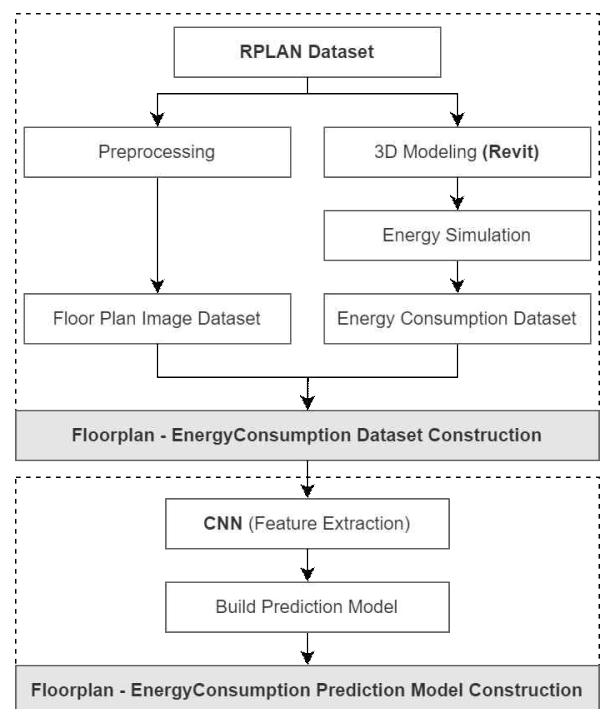 RPLAN Dataset
Preprocessing
3D Modeling (Revit)
Energy Simulation
Floor Plan Image Dataset
Energy Consumption Dataset
Floorplan - EnergyConsumption Dataset Construction
CNN (Feature Extraction)
Build Prediction Model
Floorplan - EnergyConsumption Prediction Model Construction